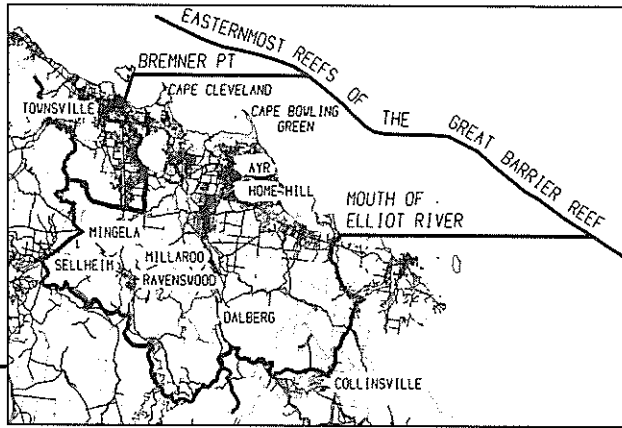 EASTERNMOST REEFS OF THE GREAT BARRIER REEF
BREMNER PT
CAPE CLEVELAND
TOWNSVILLE
CAPE BOWLING
GREEN
AYR
HOME-HILL
MOUTH OF
ELLIOT RIVER
MINGELA
SELLHEIM
MILLAROO
RAVENSWOOD
DALBERG
COLLINSVILLE